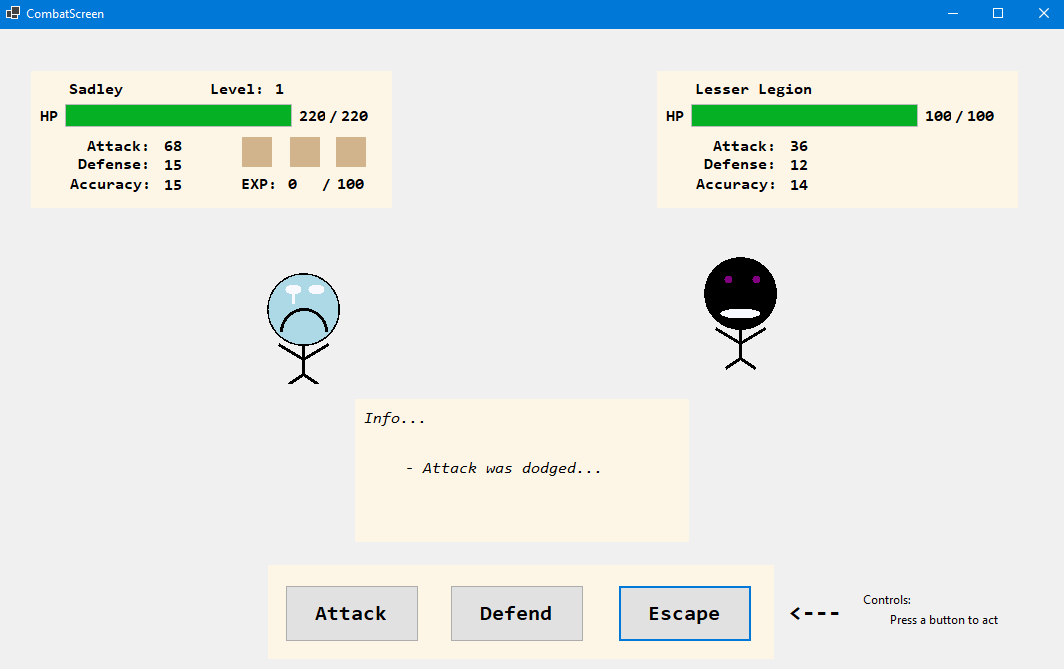 CombatScreen
Sadley Level: 1
HP 220 / 220
Attack: 68
Defense: 15
Accuracy: 15
EXP: 0 / 100
Lesser Legion
HP 100 / 100
Attack: 36
Defense: 12
Accuracy: 14
Info...
- Attack was dodged...
Attack Defend Escape <---
Controls:
Press a button to act